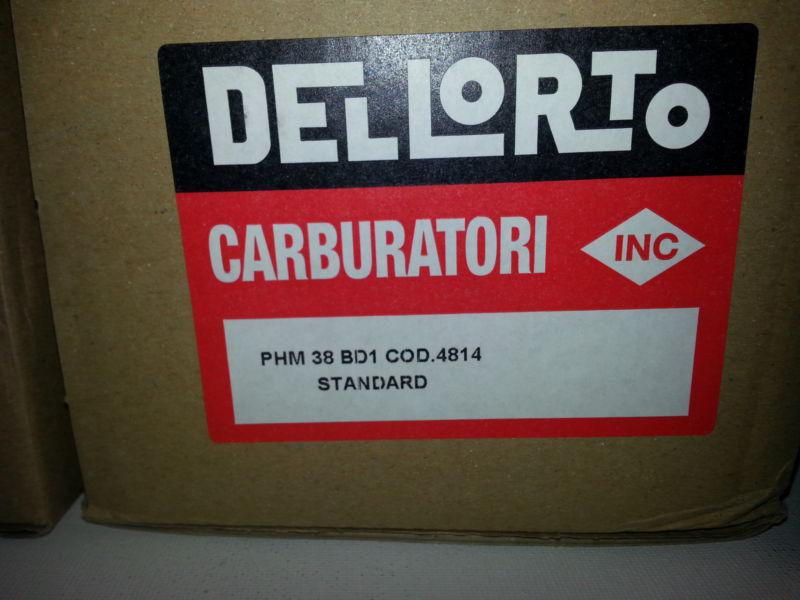 DELLORTO
CARBURATORI
INC
PHM 38 BD1 COD.4814
STANDARD